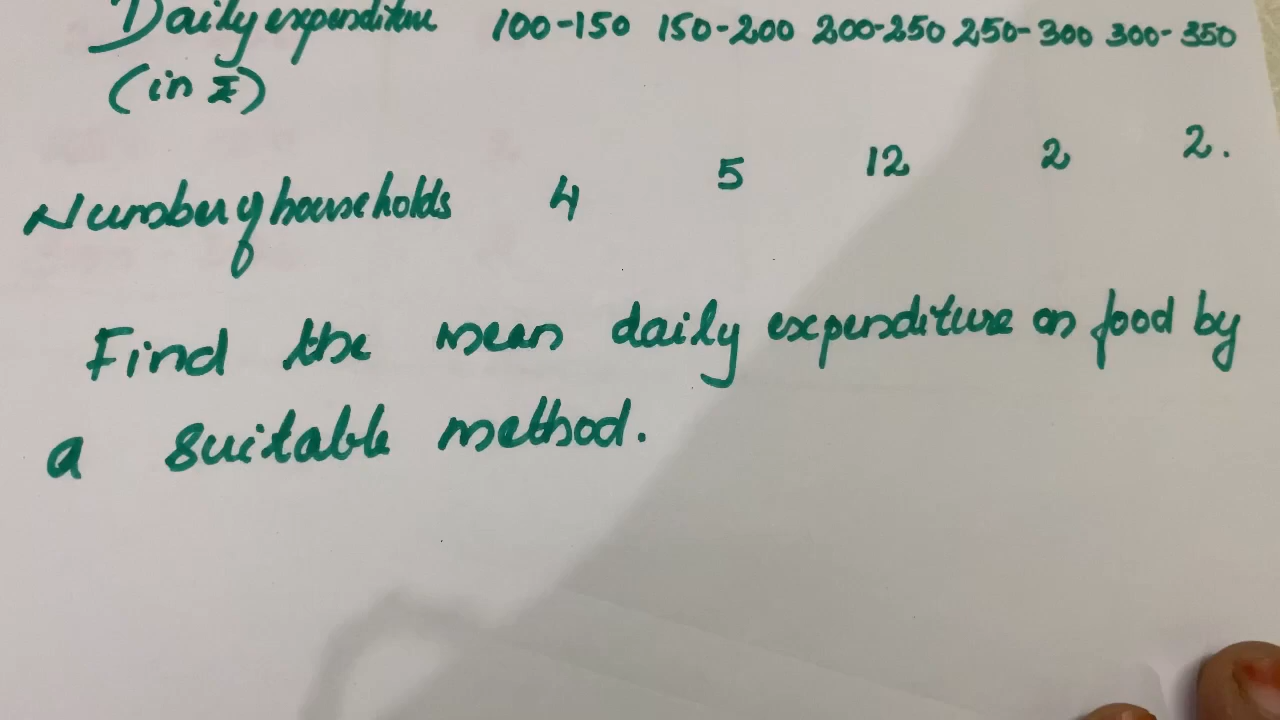 Daily expenditure 100-150 150-200 200-250 250-300 300-350
(in ₹)
Number of households 4 5 12 2 2.
Find the mean daily expenditure on food by
a suitable method.